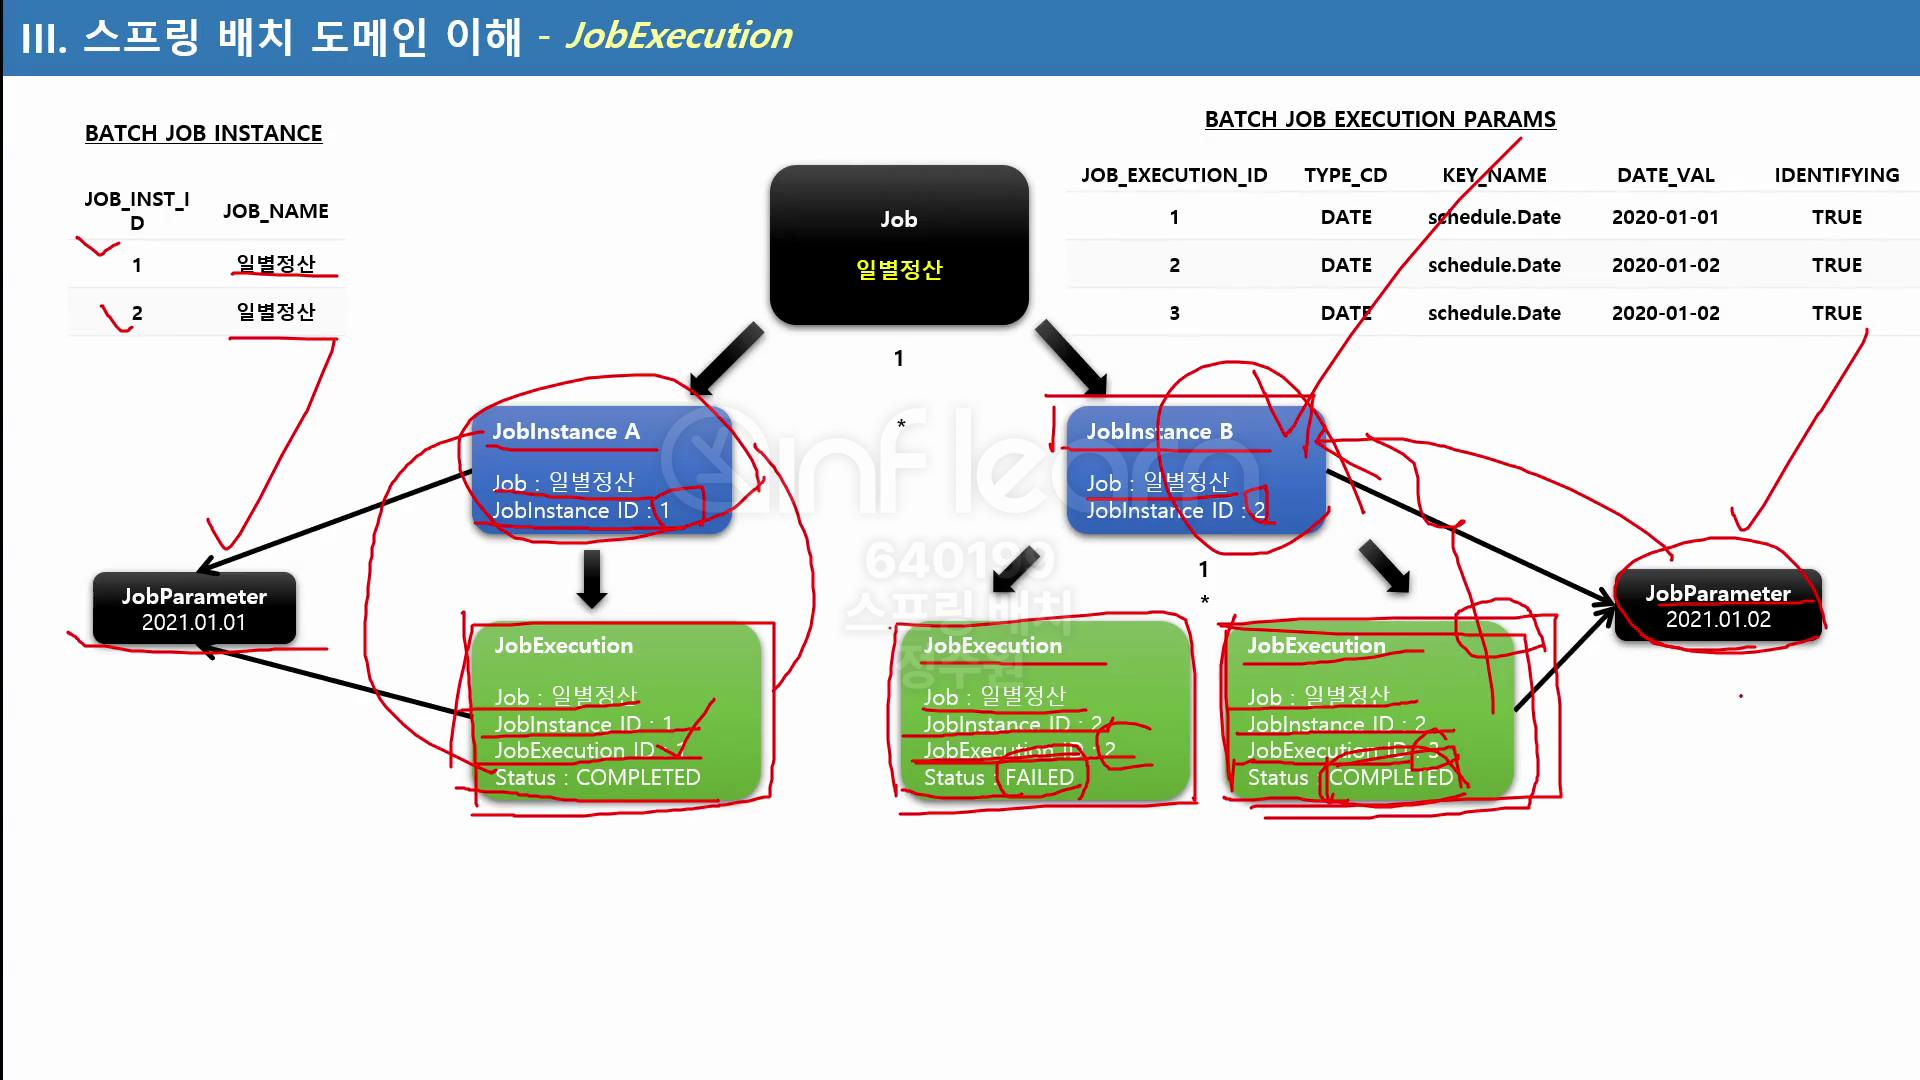 III. 스프링 배치 도메인 이해 - JobExecution
BATCH JOB INSTANCE
JOB_INST_I
D
JOB_NAME
1 일별정산
2 일별정산
BATCH JOB EXECUTION PARAMS
JOB_EXECUTION_ID TYPE_CD KEY_NAME DATE_VAL IDENTIFYING
1 DATE schedule.Date 2020-01-01 TRUE
2 DATE schedule.Date 2020-01-02 TRUE
3 DATE schedule.Date 2020-01-02 TRUE
Job
일별정산
1
*
JobInstance A
Job : 일별정산
JobInstance ID : 1
JobInstance B
Job : 일별정산
JobInstance ID : 2
inflearn
640199
스프링 배치
정수원
1
*
JobParameter
2021.01.01
JobParameter
2021.01.02
JobExecution
Job : 일별정산
JobInstance ID : 1
JobExecution ID :
Status : COMPLETED
JobExecution
Job : 일별정산
JobInstance ID : 2
JobExecution ID : 2
Status : FAILED
JobExecution
Job : 일별정산
JobInstance ID : 2
JobExecution ID : 3
Status : COMPLETED